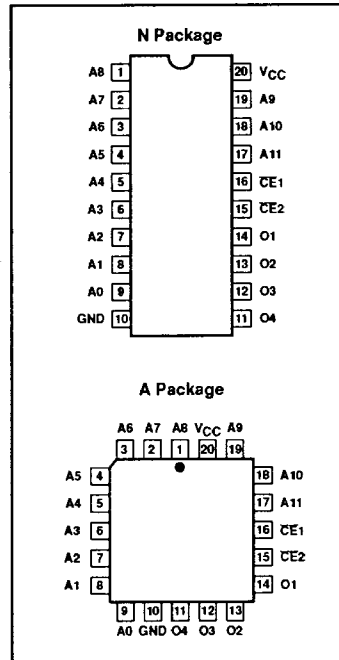 N Package
A8 1 20 VCC
A7 2 19 A9
A6 3 18 A10
A5 4 17 A11
A4 5 16 C̅E̅1
A3 6 15 C̅E̅2
A2 7 14 O1
A1 8 13 O2
A0 9 12 O3
GND 10 11 O4
A Package
A6 A7 A8 VCC A9
3 2 1 20 19
A5 4 18 A10
A4 5 17 A11
A3 6 16 C̅E̅1
A2 7 15 C̅E̅2
A1 8 14 O1
9 10 11 12 13
A0 GND O4 O3 O2